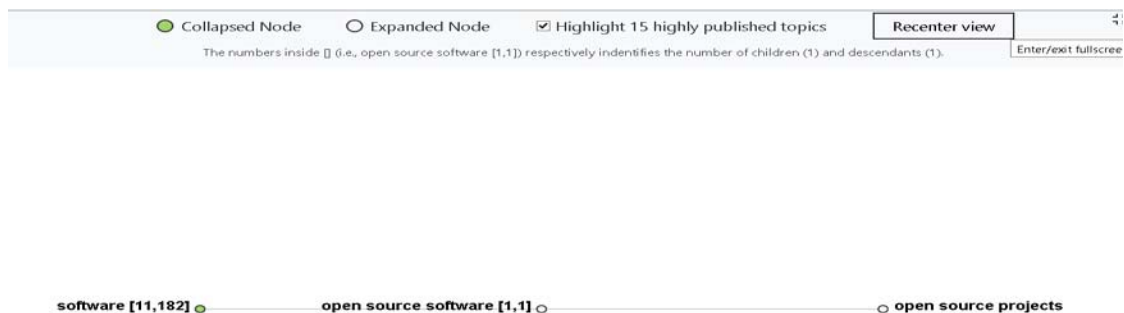 Collapsed Node Expanded Node Highlight 15 highly published topics Recenter view
The numbers inside [] (i.e., open source software [1,1]) respectively indentifies the number of children (1) and descendants (1).
Enter/exit fullscree
software [11,182] open source software [1,1] open source projects